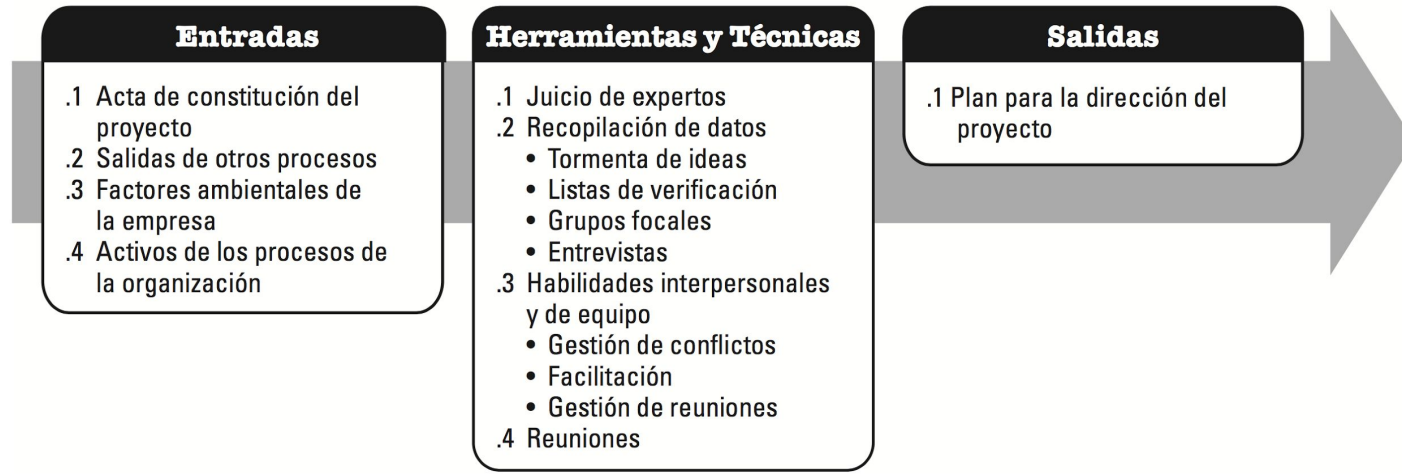 Entradas
.1 Acta de constitución del
proyecto
.2 Salidas de otros procesos
.3 Factores ambientales de
la empresa
.4 Activos de los procesos de
la organización
Herramientas y Técnicas
.1 Juicio de expertos
.2 Recopilación de datos
• Tormenta de ideas
• Listas de verificación
• Grupos focales
• Entrevistas
.3 Habilidades interpersonales
y de equipo
• Gestión de conflictos
• Facilitación
• Gestión de reuniones
.4 Reuniones
Salidas
.1 Plan para la dirección del
proyecto